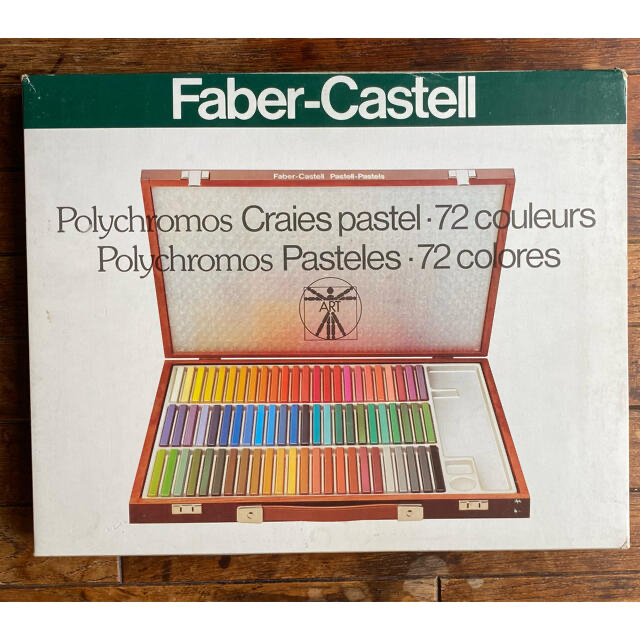 Faber-Castell
Faber-Castell Pastell-Pastels
Polychromos Craies pastel · 72 couleurs
Polychromos Pasteles · 72 colores
ART